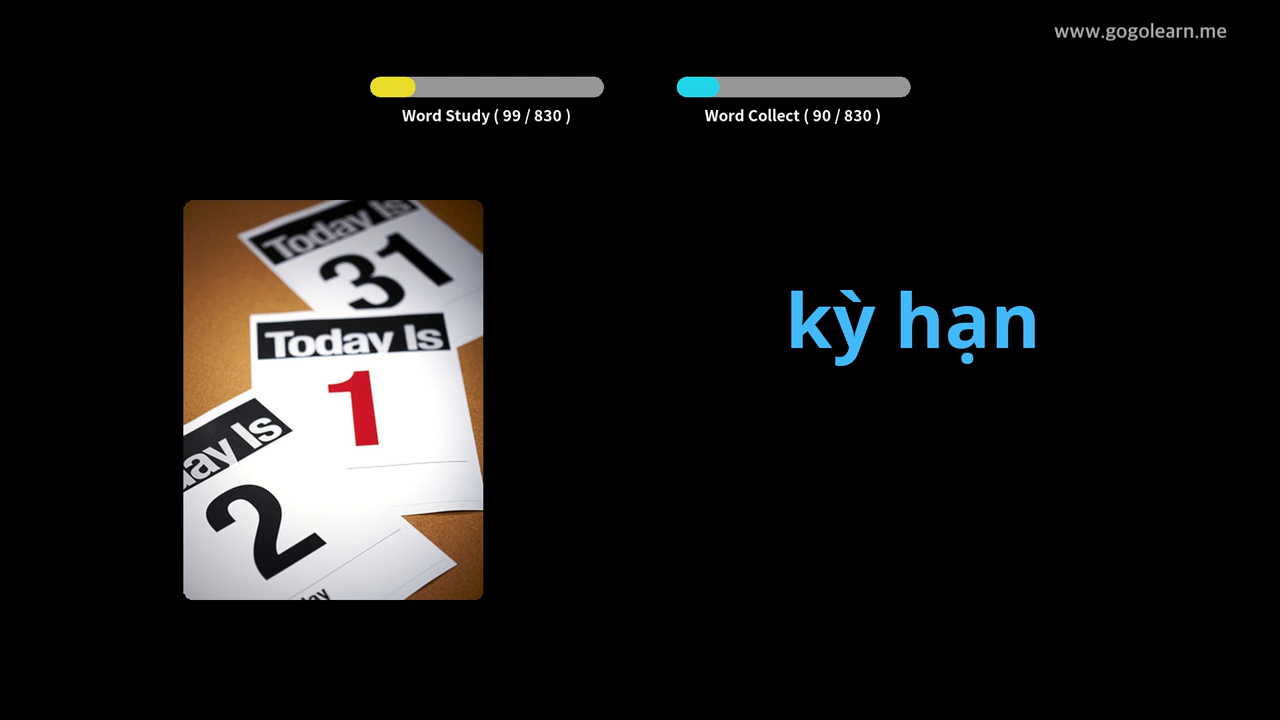 www.gogolearn.me
Word Study ( 99 / 830 )
Word Collect ( 90 / 830 )
Today Is
31
Today Is
1
ay Is
2
ay
kỳ hạn